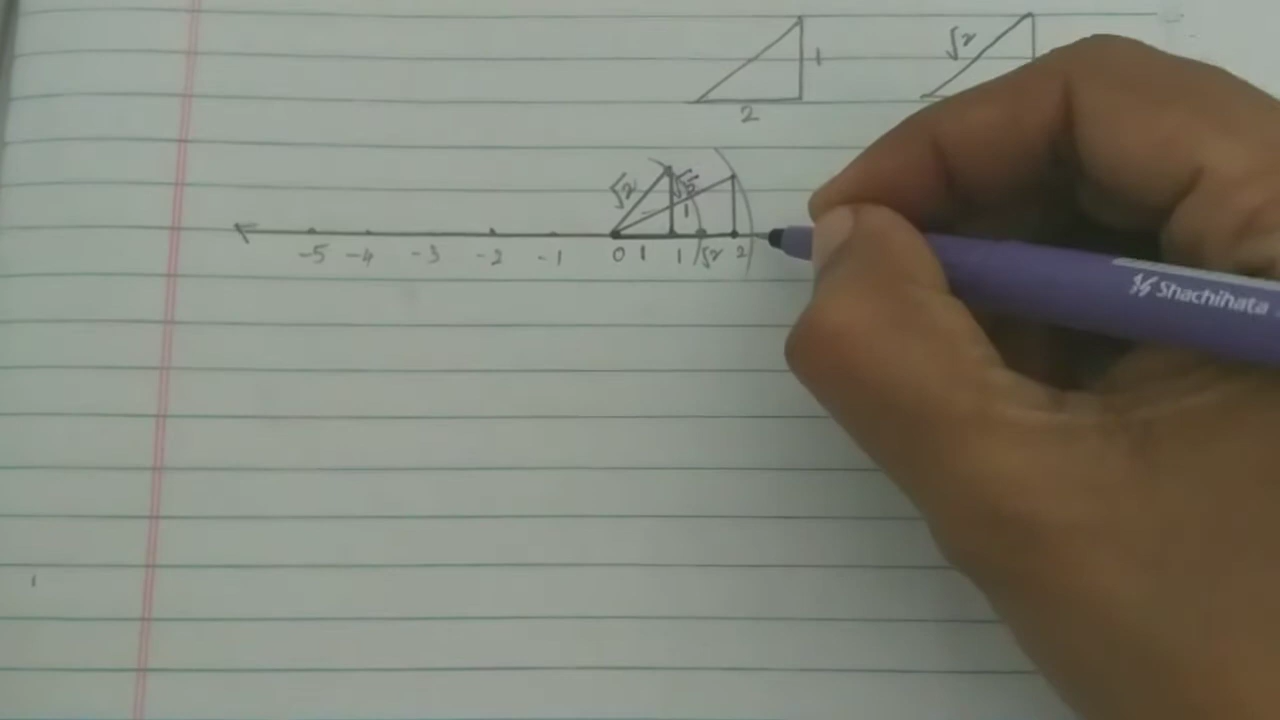 √2
1
2
√2 √5
1
-5 -4 -3 -2 -1 0 1 1 √2 2
Shachihata